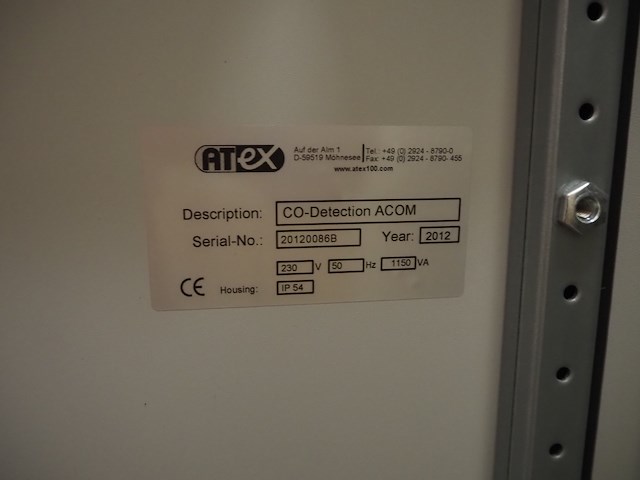 ATEX Auf der Alm 1 Tel.: +49 (0) 2924 - 8790-0
D-59519 Möhnesee Fax: +49 (0) 2924 - 8790- 455
www.atex100.com
Description: CO-Detection ACOM
Serial-No.: 20120086B Year: 2012
230 V 50 Hz 1150 VA
CE Housing: IP 54